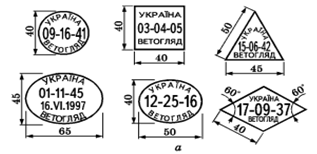 УКРАЇНА
09-16-41
ВЕТОГЛЯД
40
УКРАЇНА
03-04-05
ВЕТОГЛЯД
40
40
УКРАЇНА
15-06-42
ВЕТОГЛЯД
50
45
УКРАЇНА
01-11-45
16.VI.1997
ВЕТОГЛЯД
45
65
УКРАЇНА
12-25-16
ВЕТОГЛЯД
40
50
60°
60°
УКРАЇНА
17-09-37
ВЕТОГЛЯД
40
а